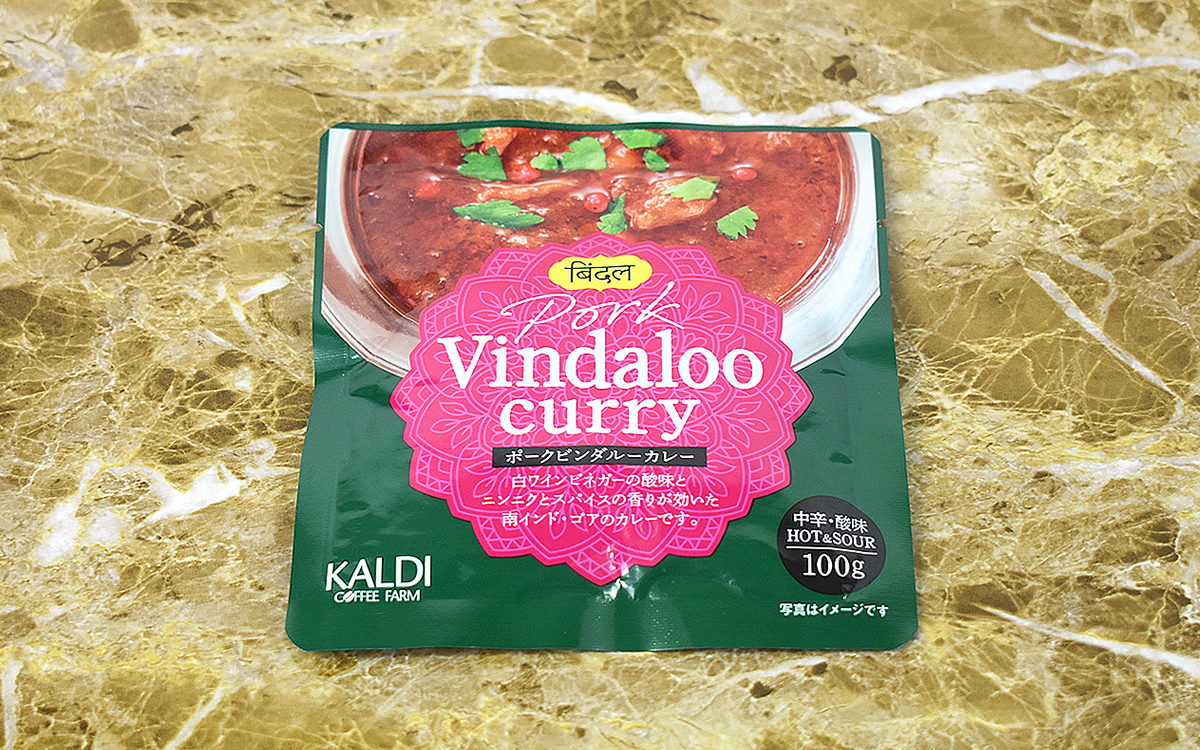 बिंदल
Pork
Vindaloo
curry
ポークビンダルーカレー
白ワインビネガーの酸味と
ニンニクとスパイスの香りが効いた
南インド・ゴアのカレーです。
中辛・酸味
HOT&SOUR
100g
KALDI
COFFEE FARM
写真はイメージです